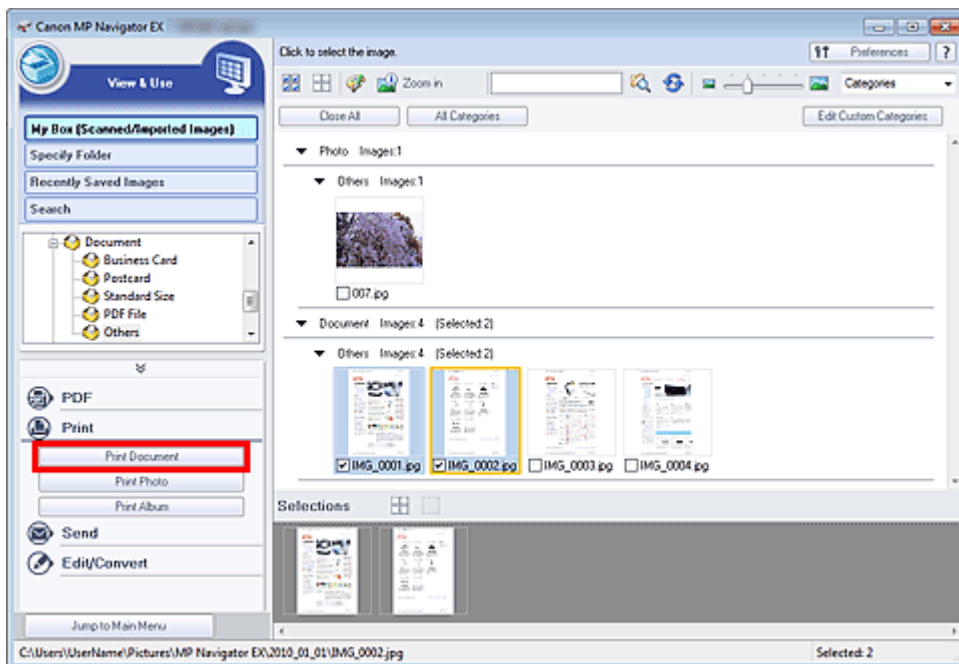 Canon MP Navigator EX
Click to select the image.
Preferences
?
View & Use
Zoom in
Categories
Close All
All Categories
Edit Custom Categories
My Box (Scanned/Imported Images)
Specify Folder
Recently Saved Images
Search
Document
Business Card
Postcard
Standard Size
PDF File
Others
PDF
Print
Print Document
Print Photo
Print Album
Send
Edit/Convert
Jump to Main Menu
Photo Images:1
Others Images:1
007.jpg
Document Images:4 (Selected:2)
Others Images:4 (Selected:2)
IMG_0001.jpg
IMG_0002.jpg
IMG_0003.jpg
IMG_0004.jpg
Selections
C:\Users\UserName\Pictures\MP Navigator EX\2010_01_01\IMG_0002.jpg
Selected: 2